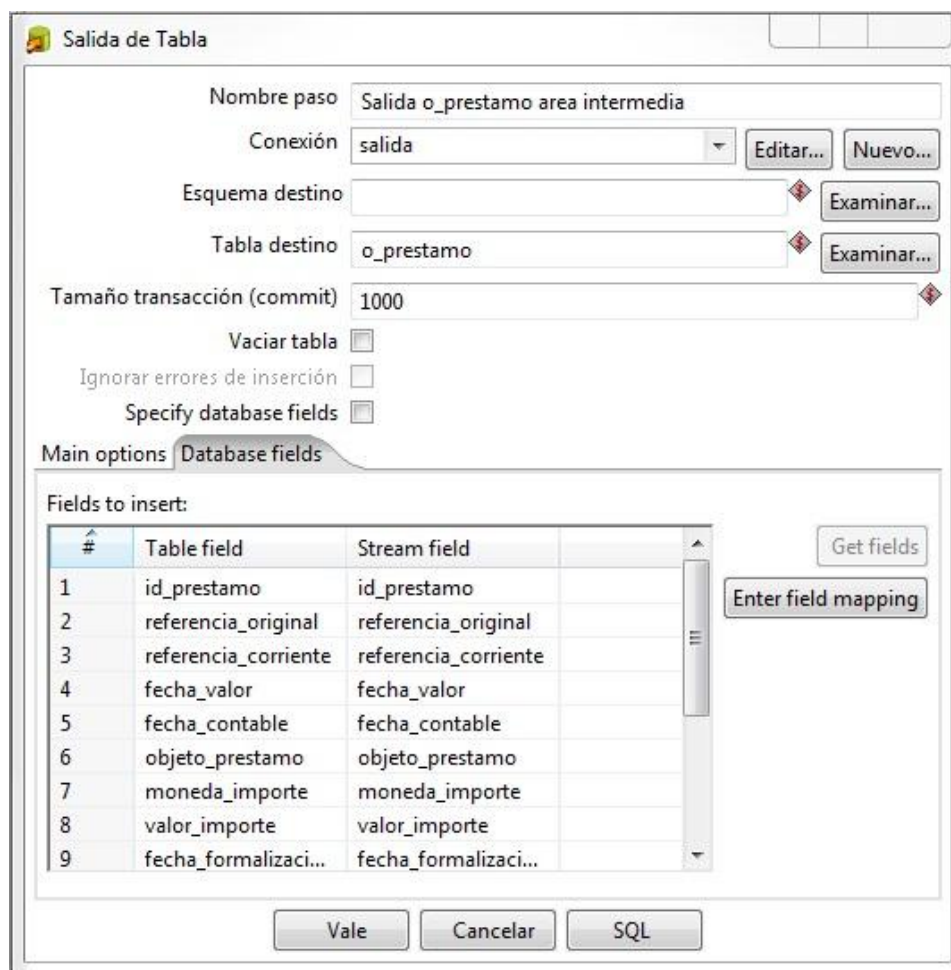 Salida de Tabla
Nombre paso Salida o_prestamo area intermedia
Conexión salida Editar... Nuevo...
Esquema destino Examinar...
Tabla destino o_prestamo Examinar...
Tamaño transacción (commit) 1000
Vaciar tabla
Ignorar errores de inserción
Specify database fields
Main options Database fields
Fields to insert:
# Table field Stream field Get fields
1 id_prestamo id_prestamo Enter field mapping
2 referencia_original referencia_original
3 referencia_corriente referencia_corriente
4 fecha_valor fecha_valor
5 fecha_contable fecha_contable
6 objeto_prestamo objeto_prestamo
7 moneda_importe moneda_importe
8 valor_importe valor_importe
9 fecha_formalizaci... fecha_formalizaci...
Vale Cancelar SQL